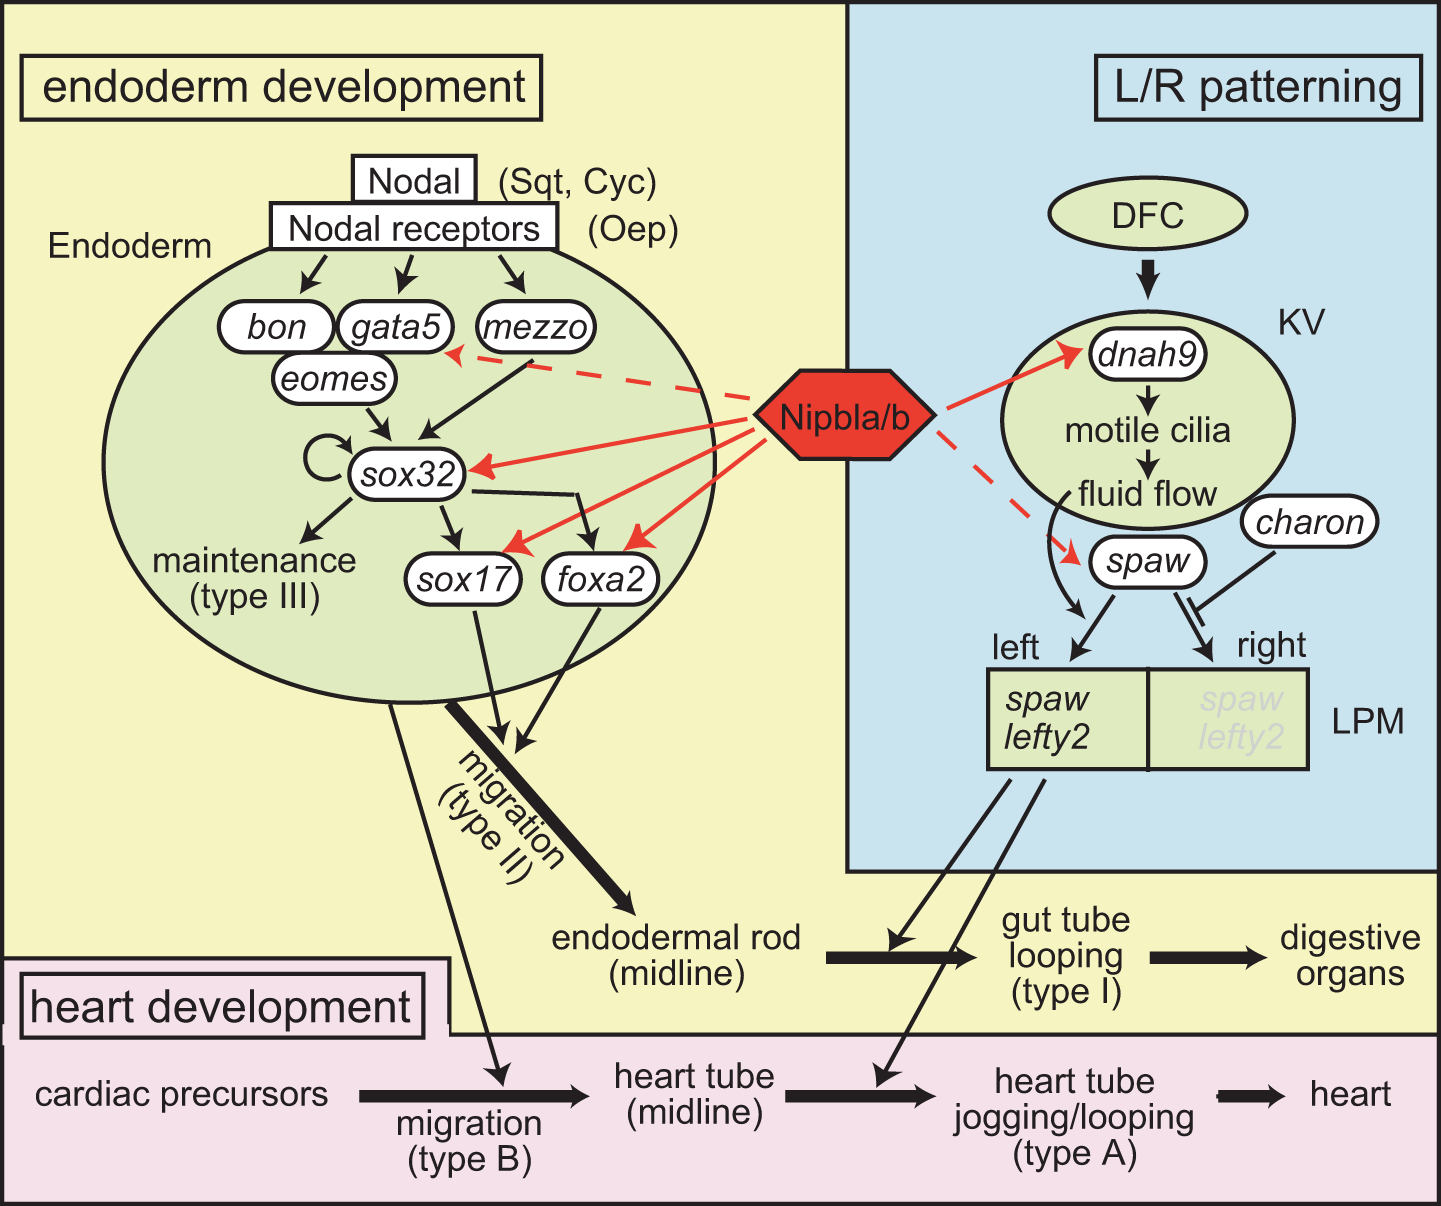 endoderm development
L/R patterning
Nodal
(Sqt, Cyc)
Nodal receptors
(Oep)
Endoderm
bon
gata5
mezzo
eomes
sox32
maintenance
(type III)
sox17
foxa2
Nipbla/b
DFC
KV
dnah9
motile cilia
fluid flow
charon
spaw
left
right
spaw
lefty2
spaw
lefty2
LPM
migration
(type II)
endodermal rod
(midline)
gut tube
looping
(type I)
digestive
organs
heart development
cardiac precursors
migration
(type B)
heart tube
(midline)
heart tube
jogging/looping
(type A)
heart